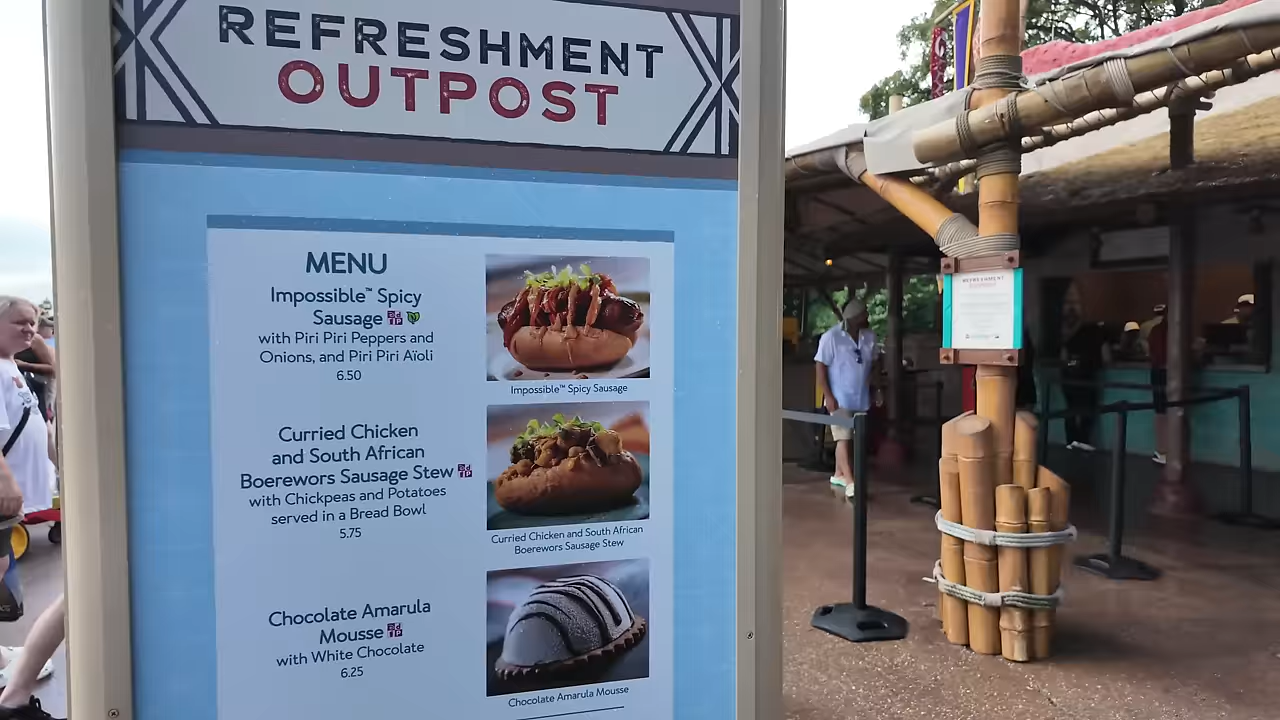 REFRESHMENT
OUTPOST
MENU
Impossible™ Spicy
Sausage
with Piri Piri Peppers and
Onions, and Piri Piri Aïoli
6.50
Impossible™ Spicy Sausage
Curried Chicken
and South African
Boerewors Sausage Stew
with Chickpeas and Potatoes
served in a Bread Bowl
5.75
Curried Chicken and South African
Boerewors Sausage Stew
Chocolate Amarula
Mousse
with White Chocolate
6.25
Chocolate Amarula Mousse
REFRESHMENT
OUTPOST